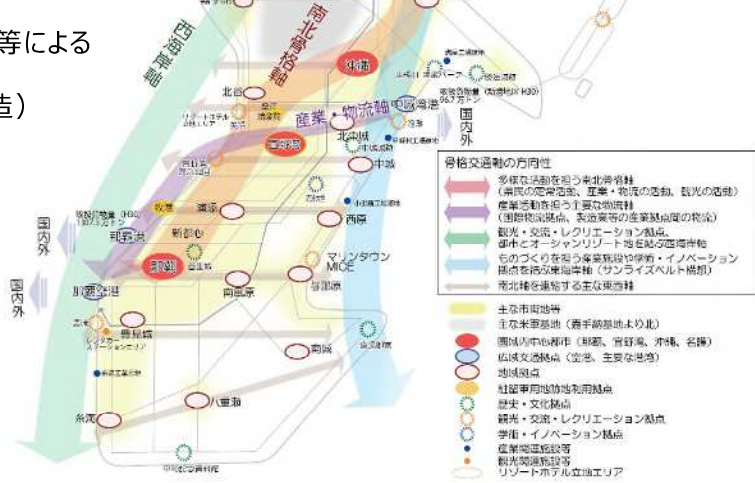 等による
造）
西海岸軸
南北骨格軸
沖縄
北谷
産業・物流軸
中城湾港
国内外
宜野湾
北中城
中城
牧港
浦添
西原
国内外
那覇港
新都心
首里城
マリンタウン
MICE
那覇
与那原
国内外
那覇空港
南風原
豊見城
南城
糸満
八重瀬
骨格交通軸の方向性
多様な活動を担う南北骨格軸
（県民の定常活動、産業・物流の活動、観光の活動）
産業活動を担う主要な物流軸
（国際物流拠点、製造業等の産業拠点間の物流）
観光・交流・レクリエーション拠点、
都市とオーシャンリゾート地を結ぶ西海岸軸
ものづくりを担う産業施設や学術・イノベーション
拠点を結ぶ東海岸軸（サンライズベルト構想）
南北軸を連結する主な東西軸
主な市街地等
主な米軍基地（嘉手納基地より北）
圏域内中心都市（那覇、宜野湾、沖縄、名護）
広域交通拠点（空港、主要な港湾）
地域拠点
駐留軍用地跡地利用拠点
歴史・文化拠点
観光・交流・レクリエーション拠点
学術・イノベーション拠点
産業関連施設等
観光関連施設等
リゾートホテル立地エリア